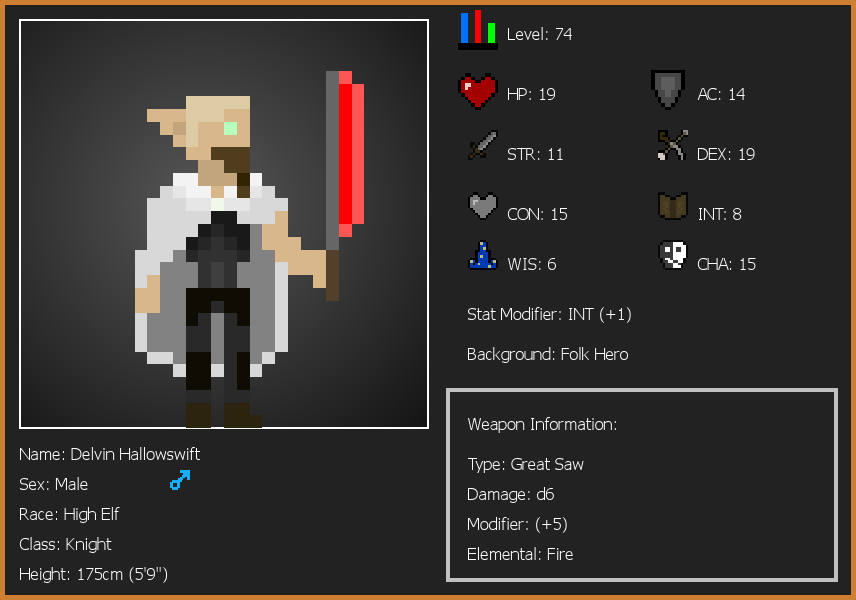 Level: 74
HP: 19
AC: 14
STR: 11
DEX: 19
CON: 15
INT: 8
WIS: 6
CHA: 15
Stat Modifier: INT (+1)
Background: Folk Hero
Weapon Information:
Type: Great Saw
Damage: d6
Modifier: (+5)
Elemental: Fire
Name: Delvin Hallowswift
Sex: Male
Race: High Elf
Class: Knight
Height: 175cm (5'9")